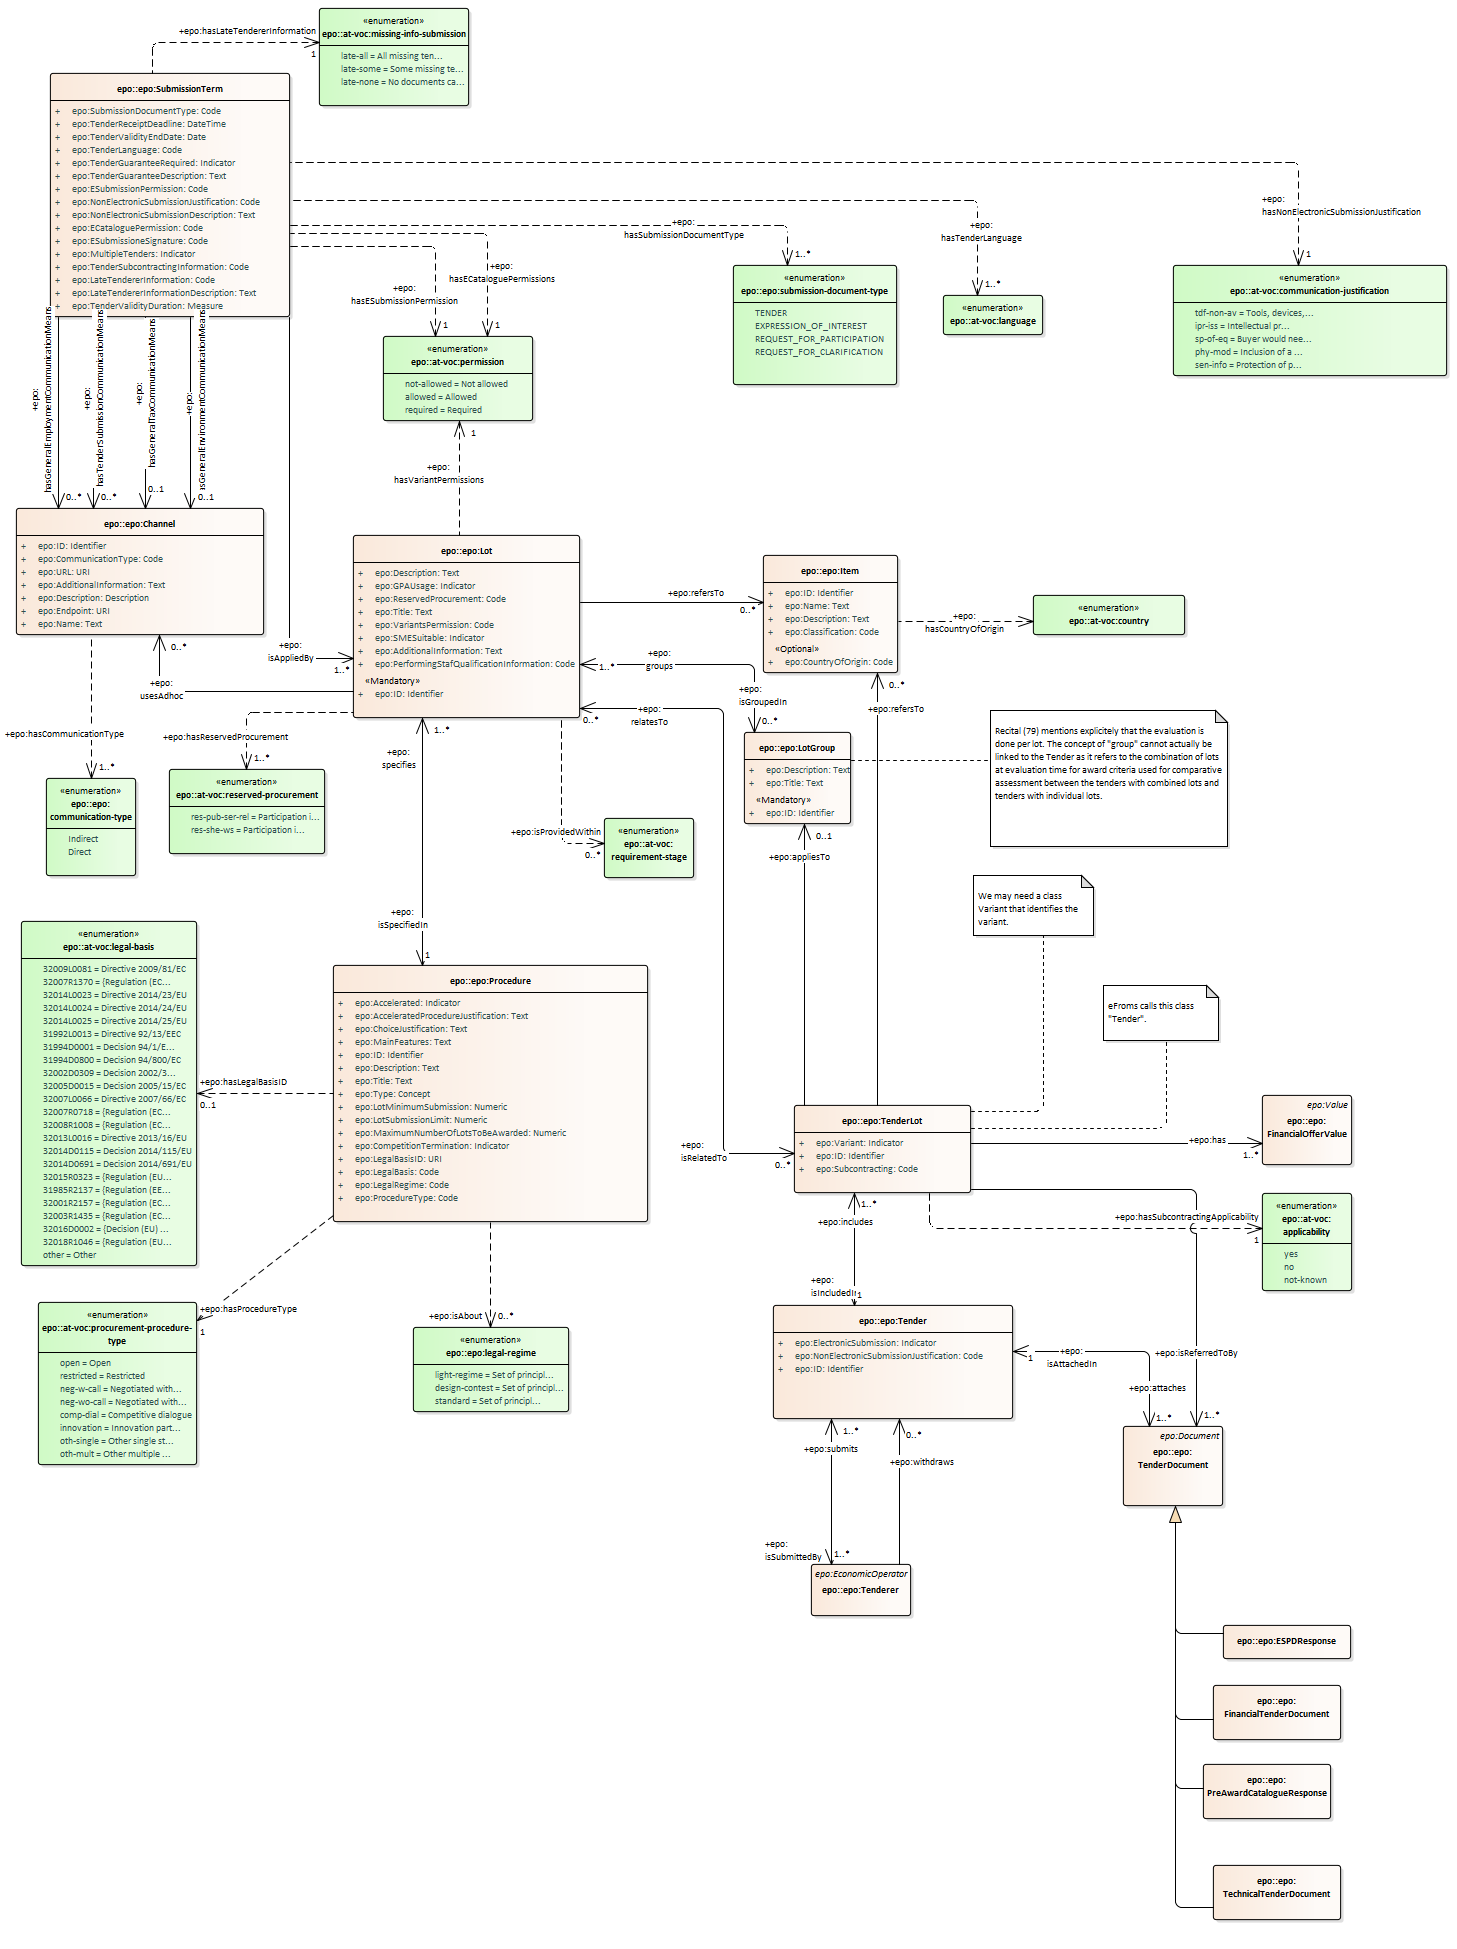 «enumeration»
epo::at-voc:missing-info-submission
late-all = All missing ten...
late-some = Some missing te...
late-none = No documents ca...
+epo:hasLateTendererInformation
1
epo::epo:SubmissionTerm
+ epo:SubmissionDocumentType: Code
+ epo:TenderReceiptDeadline: DateTime
+ epo:TenderValidityEndDate: Date
+ epo:TenderLanguage: Code
+ epo:TenderGuaranteeRequired: Indicator
+ epo:TenderGuaranteeDescription: Text
+ epo:ESubmissionPermission: Code
+ epo:NonElectronicSubmissionJustification: Code
+ epo:NonElectronicSubmissionDescription: Text
+ epo:ECataloguePermission: Code
+ epo:ESubmissioneSignature: Code
+ epo:MultipleTenders: Indicator
+ epo:TenderSubcontractingInformation: Code
+ epo:LateTendererInformation: Code
+ epo:LateTendererInformationDescription: Text
+ epo:TenderValidityDuration: Measure
+epo:
hasNonElectronicSubmissionJustification
1
+epo:
hasTenderLanguage
1..*
+epo:
hasSubmissionDocumentType
1..*
+epo:
hasECataloguePermissions
1
+epo:
hasESubmissionPermission
1
«enumeration»
epo::epo:submission-document-type
TENDER
EXPRESSION_OF_INTEREST
REQUEST_FOR_PARTICIPATION
REQUEST_FOR_CLARIFICATION
«enumeration»
epo::at-voc:language
«enumeration»
epo::at-voc:communication-justification
tdf-non-av = Tools, devices,...
ipr-iss = Intellectual pr...
sp-of-eq = Buyer would nee...
phy-mod = Inclusion of a ...
sen-info = Protection of p...
«enumeration»
epo::at-voc:permission
not-allowed = Not allowed
allowed = Allowed
required = Required
+epo:
hasGeneralEmploymentCommunicationMeans
0..*
+epo:
hasTenderSubmissionCommunicationMeans
0..*
+epo:
hasGeneralTaxCommunicationMeans
0..1
+epo:
hasGeneralEnvironmentCommunicationMeans
0..1
1
+epo:
hasVariantPermissions
epo::epo:Channel
+ epo:ID: Identifier
+ epo:CommunicationType: Code
+ epo:URL: URI
+ epo:AdditionalInformation: Text
+ epo:Description: Description
+ epo:Endpoint: URI
+ epo:Name: Text
epo::epo:Lot
+ epo:Description: Text
+ epo:GPAUsage: Indicator
+ epo:ReservedProcurement: Code
+ epo:Title: Text
+ epo:VariantsPermission: Code
+ epo:SMESuitable: Indicator
+ epo:AdditionalInformation: Text
+ epo:PerformingStafQualificationInformation: Code
«Mandatory»
+ epo:ID: Identifier
+epo:refersTo
0..*
epo::epo:Item
+ epo:ID: Identifier
+ epo:Name: Text
+ epo:Description: Text
+ epo:Classification: Code
«Optional»
+ epo:CountryOfOrigin: Code
+epo:
hasCountryOfOrigin
«enumeration»
epo::at-voc:country
+epo:
isAppliedBy
1..*
0..*
+epo:
usesAdhoc
1..*
+epo:
groups
+epo:
isGroupedIn
0..*
0..*
+epo:refersTo
0..*
+epo:
relatesTo
+epo:hasCommunicationType
1..*
+epo:hasReservedProcurement
1..*
1..*
+epo:
specifies
epo::epo:LotGroup
+ epo:Description: Text
+ epo:Title: Text
«Mandatory»
+ epo:ID: Identifier
Recital (79) mentions explicitly that the evaluation is
done per lot. The concept of "group" cannot actually be
linked to the Tender as it refers to the combination of lots
at evaluation time for award criteria used for comparative
assessment between the tenders with combined lots and
tenders with individual lots.
«enumeration»
epo::epo:
communication-type
Indirect
Direct
«enumeration»
epo::at-voc:reserved-procurement
res-pub-ser-rel = Participation i...
res-she-ws = Participation i...
+epo:isProvidedWithin
0..*
«enumeration»
epo::at-voc:
requirement-stage
0..1
+epo:appliesTo
We may need a class
Variant that identifies the
variant.
eFroms calls this class
"Tender".
+epo:
isSpecifiedIn
1
«enumeration»
epo::at-voc:legal-basis
32009L0081 = Directive 2009/81/EC
32007R1370 = {Regulation (EC...
32014L0023 = Directive 2014/23/EU
32014L0024 = Directive 2014/24/EU
32014L0025 = Directive 2014/25/EU
31992L0013 = Directive 92/13/EEC
31994D0001 = Decision 94/1/E...
31994D0800 = Decision 94/800/EC
32002D0309 = Decision 2002/3...
32005D0015 = Decision 2005/15/EC
32007L0066 = Directive 2007/66/EC
32007R0718 = {Regulation (EC...
32008R1008 = {Regulation (EC...
32013L0016 = Directive 2013/16/EU
32014D0115 = Decision 2014/115/EU
32014D0691 = Decision 2014/691/EU
32015R0323 = {Regulation (EU...
31985R2137 = {Regulation (EE...
32001R2157 = {Regulation (EC...
32003R1435 = {Regulation (EC...
32016D0002 = {Decision (EU) ...
32018R1046 = {Regulation (EU...
other = Other
+epo:hasLegalBasisID
0..1
epo::epo:Procedure
+ epo:Accelerated: Indicator
+ epo:AcceleratedProcedureJustification: Text
+ epo:ChoiceJustification: Text
+ epo:MainFeatures: Text
+ epo:ID: Identifier
+ epo:Description: Text
+ epo:Title: Text
+ epo:Type: Concept
+ epo:LotMinimumSubmission: Numeric
+ epo:LotSubmissionLimit: Numeric
+ epo:MaximumNumberOfLotsToBeAwarded: Numeric
+ epo:CompetitionTermination: Indicator
+ epo:LegalBasisID: URI
+ epo:LegalBasis: Code
+ epo:LegalRegime: Code
+ epo:ProcedureType: Code
+epo:
isRelatedTo
0..*
epo::epo:TenderLot
+ epo:Variant: Indicator
+ epo:ID: Identifier
+ epo:Subcontracting: Code
+epo:has
1..*
epo:Value
epo::epo:
FinancialOfferValue
+epo:hasSubcontractingApplicability
1
«enumeration»
epo::at-voc:
applicability
yes
no
not-known
1..*
+epo:includes
+epo:
isIncludedIn
1
+epo:hasProcedureType
1
«enumeration»
epo::at-voc:procurement-procedure-
type
open = Open
restricted = Restricted
neg-w-call = Negotiated with...
neg-wo-call = Negotiated with...
comp-dial = Competitive dialogue
innovation = Innovation part...
oth-single = Other single st...
oth-mult = Other multiple ...
+epo:isAbout
0..*
«enumeration»
epo::epo:legal-regime
light-regime = Set of principl...
design-contest = Set of principl...
standard = Set of principl...
epo::epo:Tender
+ epo:ElectronicSubmission: Indicator
+ epo:NonElectronicSubmissionJustification: Code
+ epo:ID: Identifier
1
+epo:
isAttachedIn
+epo:isReferredToBy
+epo:attaches
1..*
1..*
1..*
+epo:submits
0..*
+epo:withdraws
epo:Document
epo::epo:
TenderDocument
+epo:
isSubmittedBy
1..*
epo:EconomicOperator
epo::epo:Tenderer
epo::epo:ESPDResponse
epo::epo:
FinancialTenderDocument
epo::epo:
PreAwardCatalogueResponse
epo::epo:
TechnicalTenderDocument